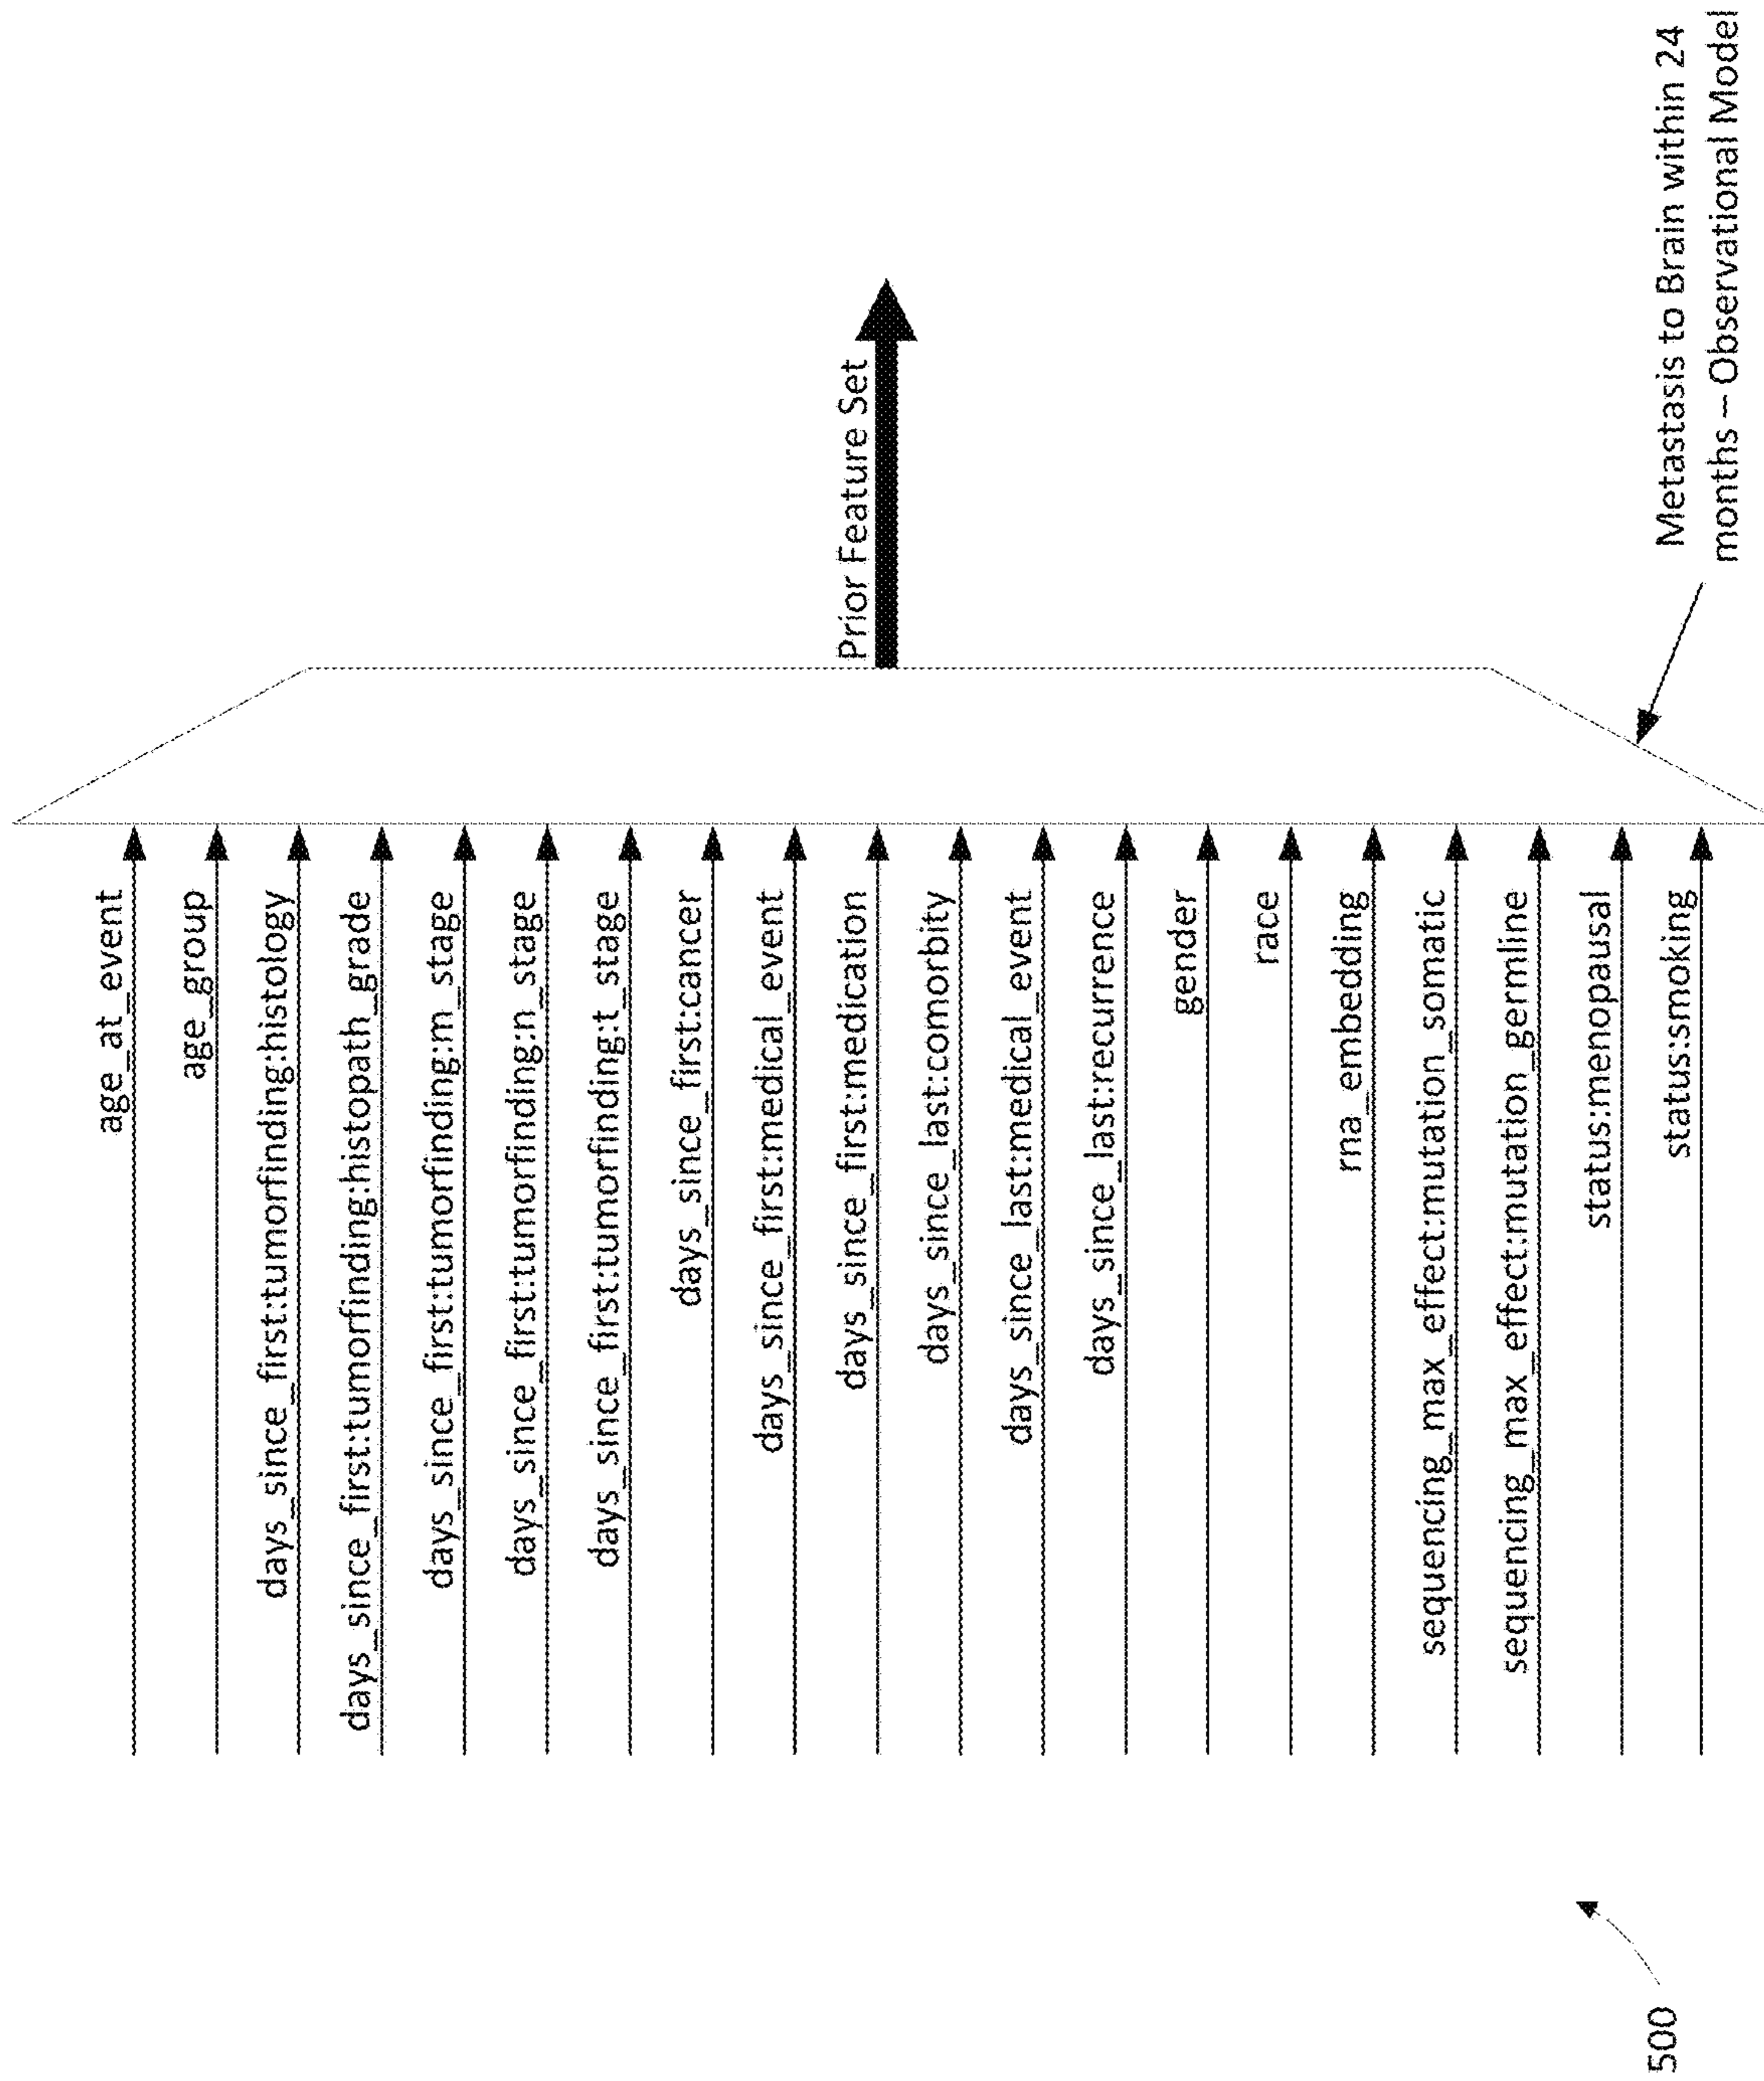 age_at_event
age_group
days_since_first:tumorfinding:histology
days_since_first:tumorfinding:histopath_grade
days_since_first:tumorfinding:m_stage
days_since_first:tumorfinding:n_stage
days_since_first:tumorfinding:t_stage
days_since_first:cancer
days_since_first:medical_event
days_since_first:medication
days_since_last:comorbity
days_since_last:medical_event
days_since_last:recurrence
gender
race
rna_embedding
sequencing_max_effect:mutation_somatic
sequencing_max_effect:mutation_germline
status:menopausal
status:smoking
Prior Feature Set
Metastasis to Brain within 24
months – Observational Model
500